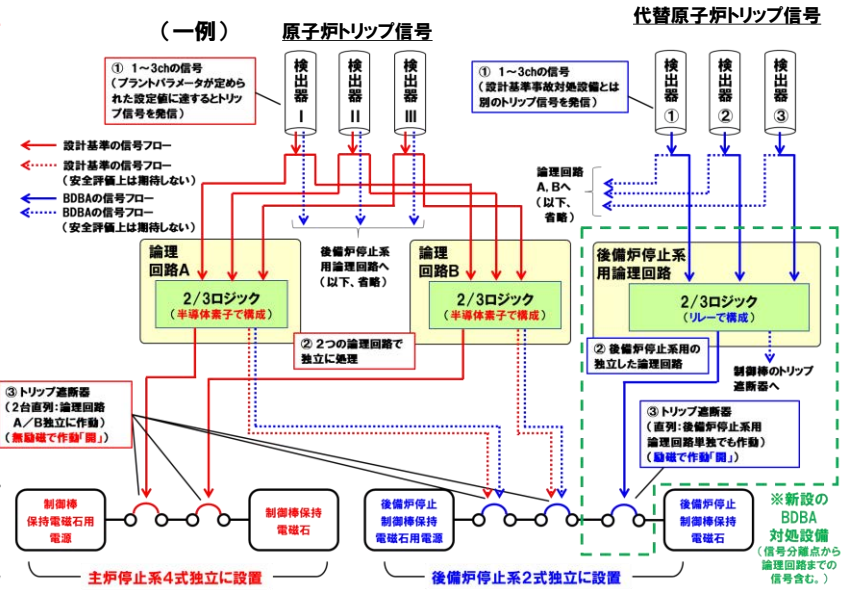 （一例）
原子炉トリップ信号
代替原子炉トリップ信号
① 1～3chの信号
（プラントパラメータが定めら
れた設定値に達するとトリッ
プ信号を発信）
検出器Ⅰ
検出器Ⅱ
検出器Ⅲ
① 1～3chの信号
（設計基準事故対処設備とは
別のトリップ信号を発信）
検出器①
検出器②
検出器③
設計基準の信号フロー
設計基準の信号フロー
（安全評価上は期待しない）
BDBAの信号フロー
BDBAの信号フロー
（安全評価上は期待しない）
論理回路
A,Bへ
（以下、
省略）
後備炉停止系
用論理回路へ
（以下、省略）
論理
回路A
2/3ロジック
（半導体素子で構成）
論理
回路B
2/3ロジック
（半導体素子で構成）
後備炉停止系
用論理回路
2/3ロジック
（リレーで構成）
② 2つの論理回路で
独立に処理
② 後備炉停止系用の
独立した論理回路
制御棒のトリップ
遮断器へ
③トリップ遮断器
（2台直列：論理回路
A／B独立に作動）
（無励磁で作動「開」）
③トリップ遮断器
（直列：後備炉停止系用
論理回路単独でも作動）
（励磁で作動「開」）
制御棒
保持電磁石用
電源
制御棒保持
電磁石
後備炉停止
制御棒保持
電磁石用電源
後備炉停止
制御棒保持
電磁石
※新設の
BDBA
対処設備
（信号分離点から
論理回路までの
信号含む。）
主炉停止系4式独立に設置
後備炉停止系2式独立に設置